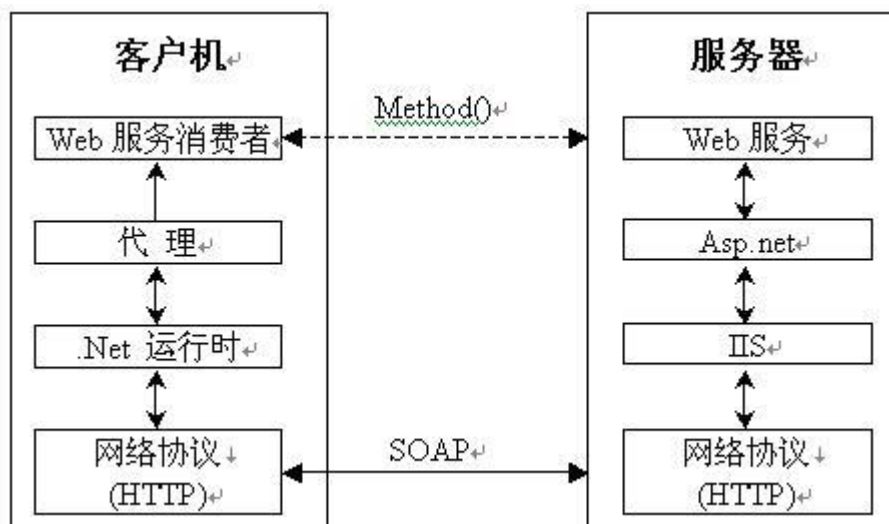 客户机
Web 服务消费者
代 理
.Net 运行时
网络协议
(HTTP)
Method()
SOAP
服务器
Web 服务
Asp.net
IIS
网络协议
(HTTP)